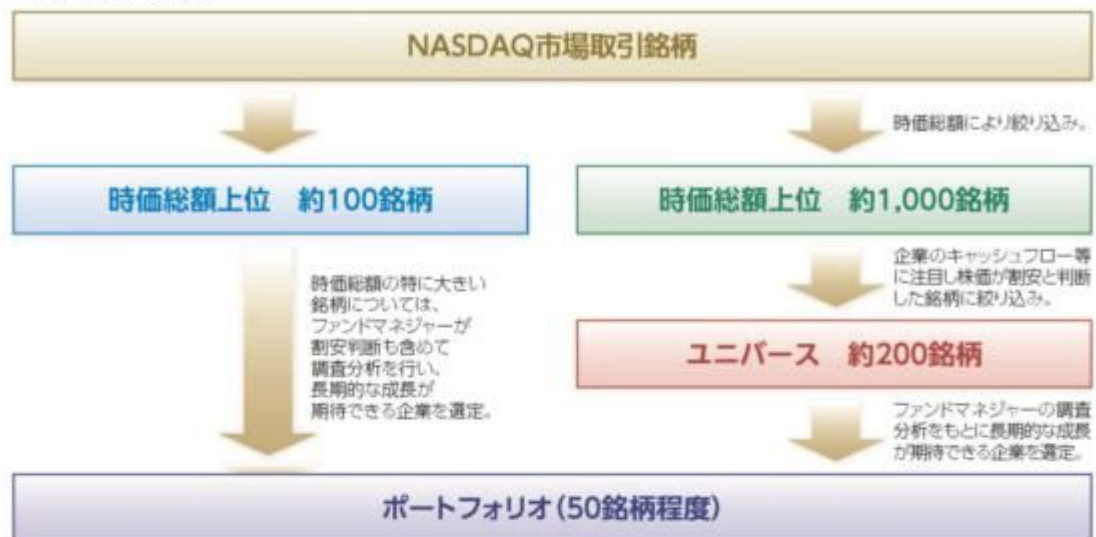 NASDAQ市場取引銘柄
時価総額により絞り込み。
時価総額上位　約100銘柄
時価総額上位　約1,000銘柄
時価総額の特に大きい
銘柄については、
ファンドマネジャーが
割安判断も含めて
調査分析を行い、
長期的な成長が
期待できる企業を選定。
企業のキャッシュフロー等
に注目し株価が割安と判断
した銘柄に絞り込み。
ユニバース　約200銘柄
ファンドマネジャーの調査
分析をもとに長期的な成長
が期待できる企業を選定。
ポートフォリオ（50銘柄程度）